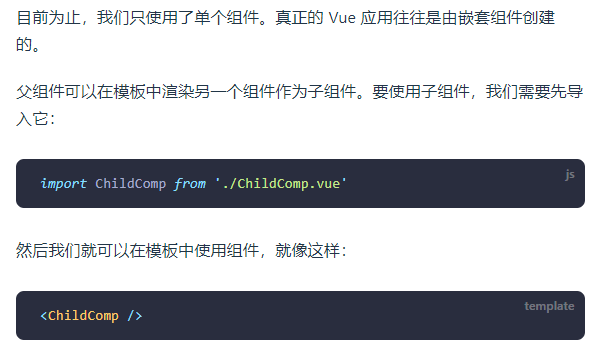 目前为止，我们只使用了单个组件。真正的 Vue 应用往往是由嵌套组件创建
的。
父组件可以在模板中渲染另一个组件作为子组件。要使用子组件，我们需要先导
入它：
js
import ChildComp from './ChildComp.vue'
然后我们就可以在模板中使用组件，就像这样：
template
<ChildComp />